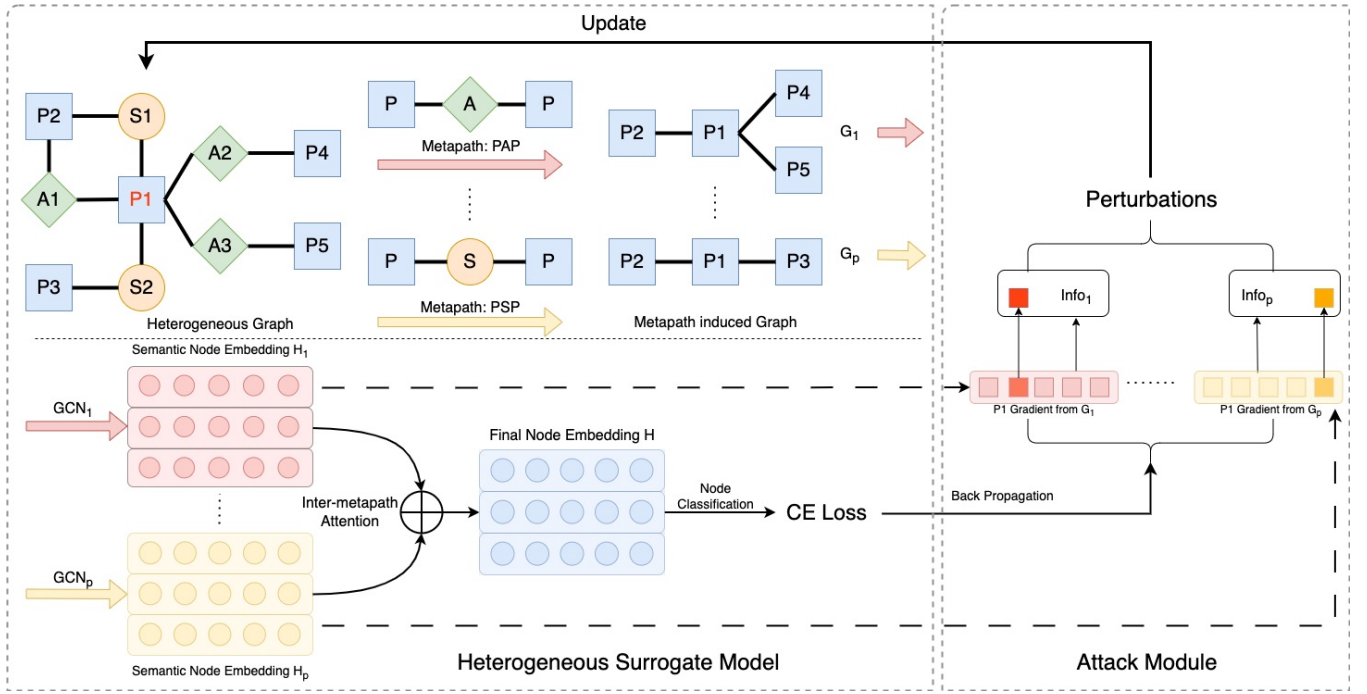 Update
P2
S1
A2
P4
A1
P1
A3
P5
P3
S2
Heterogeneous Graph
P
A
P
Metapath: PAP
P
S
P
Metapath: PSP
P4
P2
P1
P5
G1
P2
P1
P3
Gp
Metapath induced Graph
Semantic Node Embedding H1
GCN1
Inter-metapath
Attention
GCNp
Semantic Node Embedding Hp
Final Node Embedding H
Node
Classification
CE Loss
Heterogeneous Surrogate Model
Perturbations
Info1
Infop
P1 Gradient from G1
P1 Gradient from Gp
Back Propagation
Attack Module